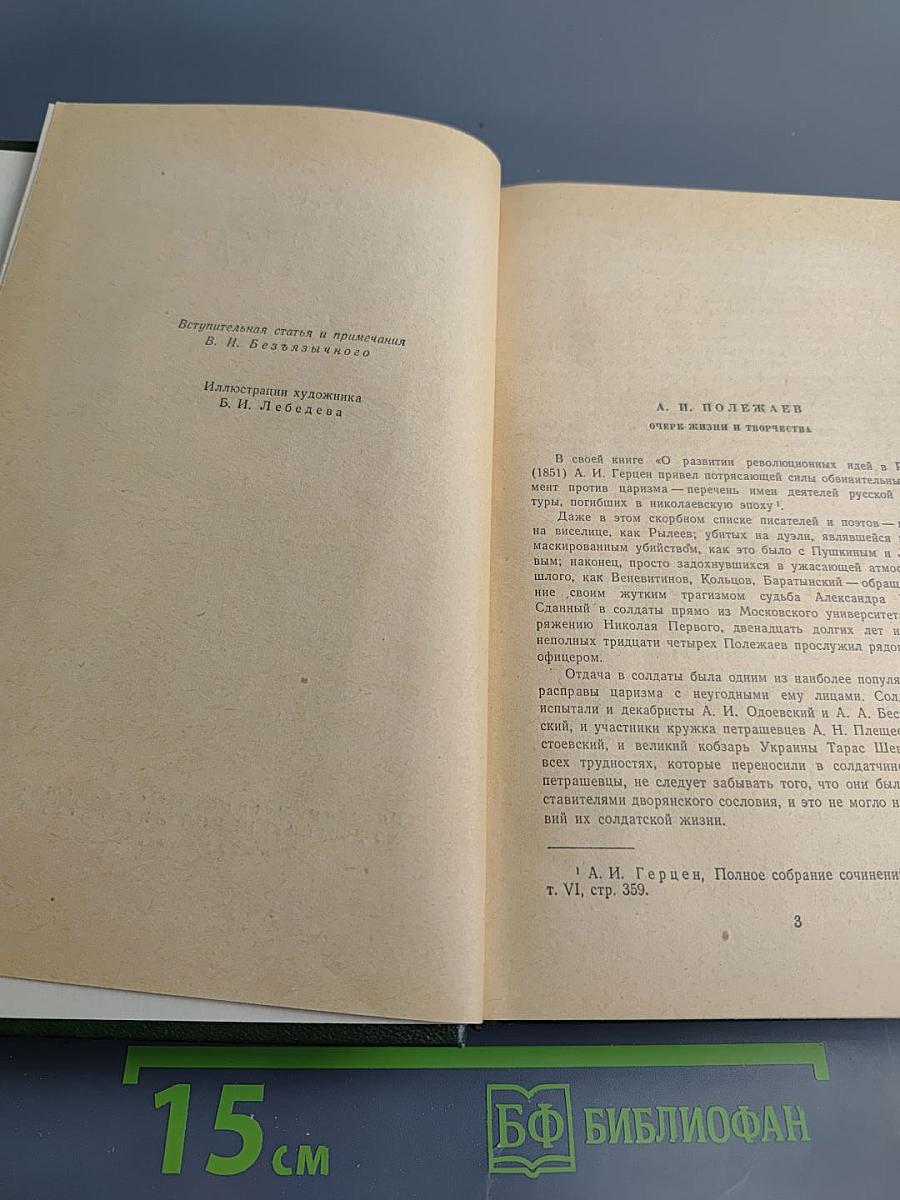 Вступительная статья и примечания
В. И. Безъязычного
Иллюстрации художника
Б. И. Лебедева
А. И. ПОЛЕЖАЕВ
ОЧЕРК ЖИЗНИ И ТВОРЧЕСТВА
В своей книге «О развитии революционных идей в
(1851) А. И. Герцен привел потрясающей силы обвинительны
мент против царизма — перечень имен деятелей русской
туры, погибших в николаевскую эпоху¹.
Даже в этом скорбном списке писателей и поэтов —
на виселице, как Рылеев; убитых на дуэли, являвшейся
маскированным убийством, как это было с Пушкиным и
вым; наконец, просто задохнувшихся в ужасающей атмос
шлого, как Веневитинов, Кольцов, Баратынский — обращ
ние своим жутким трагизмом судьба Александра
Сданный в солдаты прямо из Московского университет
ряжению Николая Первого, двенадцать долгих лет и
неполных тридцати четырех Полежаев прослужил рядо
офицером.
Отдача в солдаты была одним из наиболее популя
расправы царизма с неугодными ему лицами. Сол
испытали и декабристы А. И. Одоевский и А. А. Бес
ский, и участники кружка петрашевцев А. Н. Плещее
стоевский, и великий кобзарь Украины Тарас Шев
всех трудностях, которые переносили в солдатчин
петрашевцы, не следует забывать того, что они был
ставителями дворянского сословия, и это не могло н
вий их солдатской жизни.
¹ А. И. Герцен, Полное собрание сочинени
т. VI, стр. 359.
3
15 см
БФ БИБЛИОФАН